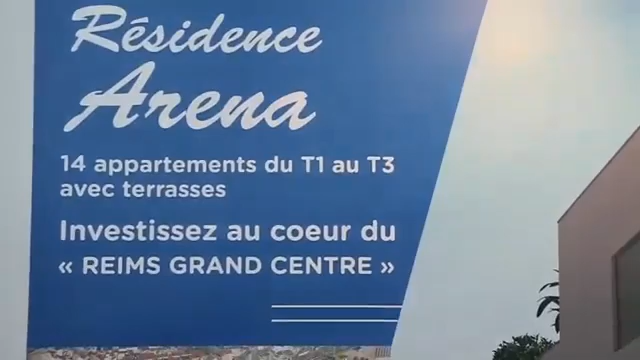 Résidence
Arena
14 appartements du T1 au T3
avec terrasses
Investissez au coeur du
« REIMS GRAND CENTRE »